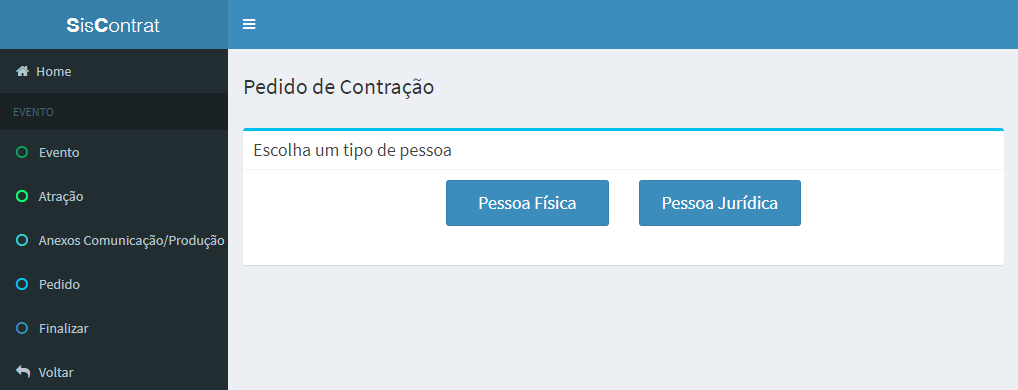 SisContrat
Home
EVENTO
Evento
Atração
Anexos Comunicação/Produção
Pedido
Finalizar
Voltar
Pedido de Contração
Escolha um tipo de pessoa
Pessoa Física
Pessoa Jurídica